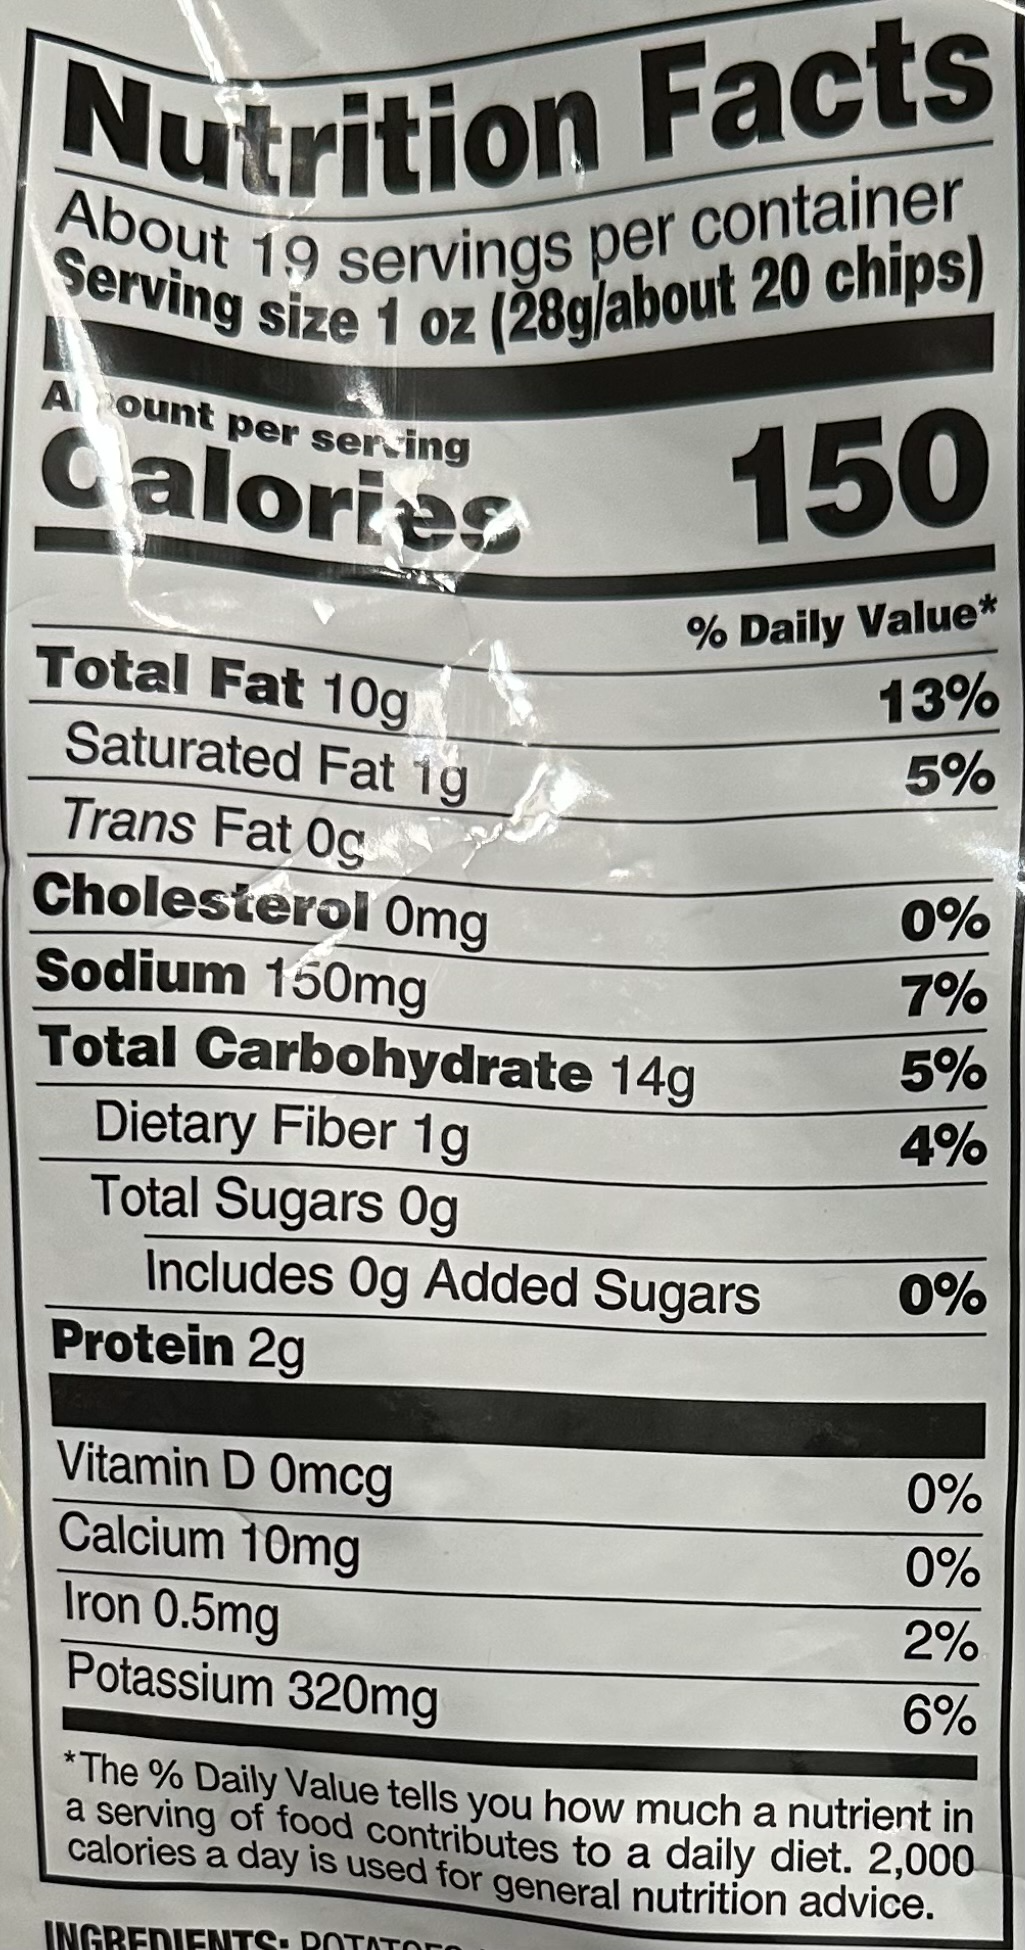 Nutrition Facts
About 19 servings per container
Serving size 1 oz (28g/about 20 chips)
Amount per serving
Calories 150
% Daily Value*
Total Fat 10g 13%
Saturated Fat 1g 5%
Trans Fat 0g
Cholesterol 0mg 0%
Sodium 150mg 7%
Total Carbohydrate 14g 5%
Dietary Fiber 1g 4%
Total Sugars 0g
Includes 0g Added Sugars 0%
Protein 2g
Vitamin D 0mcg 0%
Calcium 10mg 0%
Iron 0.5mg 2%
Potassium 320mg 6%
*The % Daily Value tells you how much a nutrient in
a serving of food contributes to a daily diet. 2,000
calories a day is used for general nutrition advice.
INGREDIENTS: